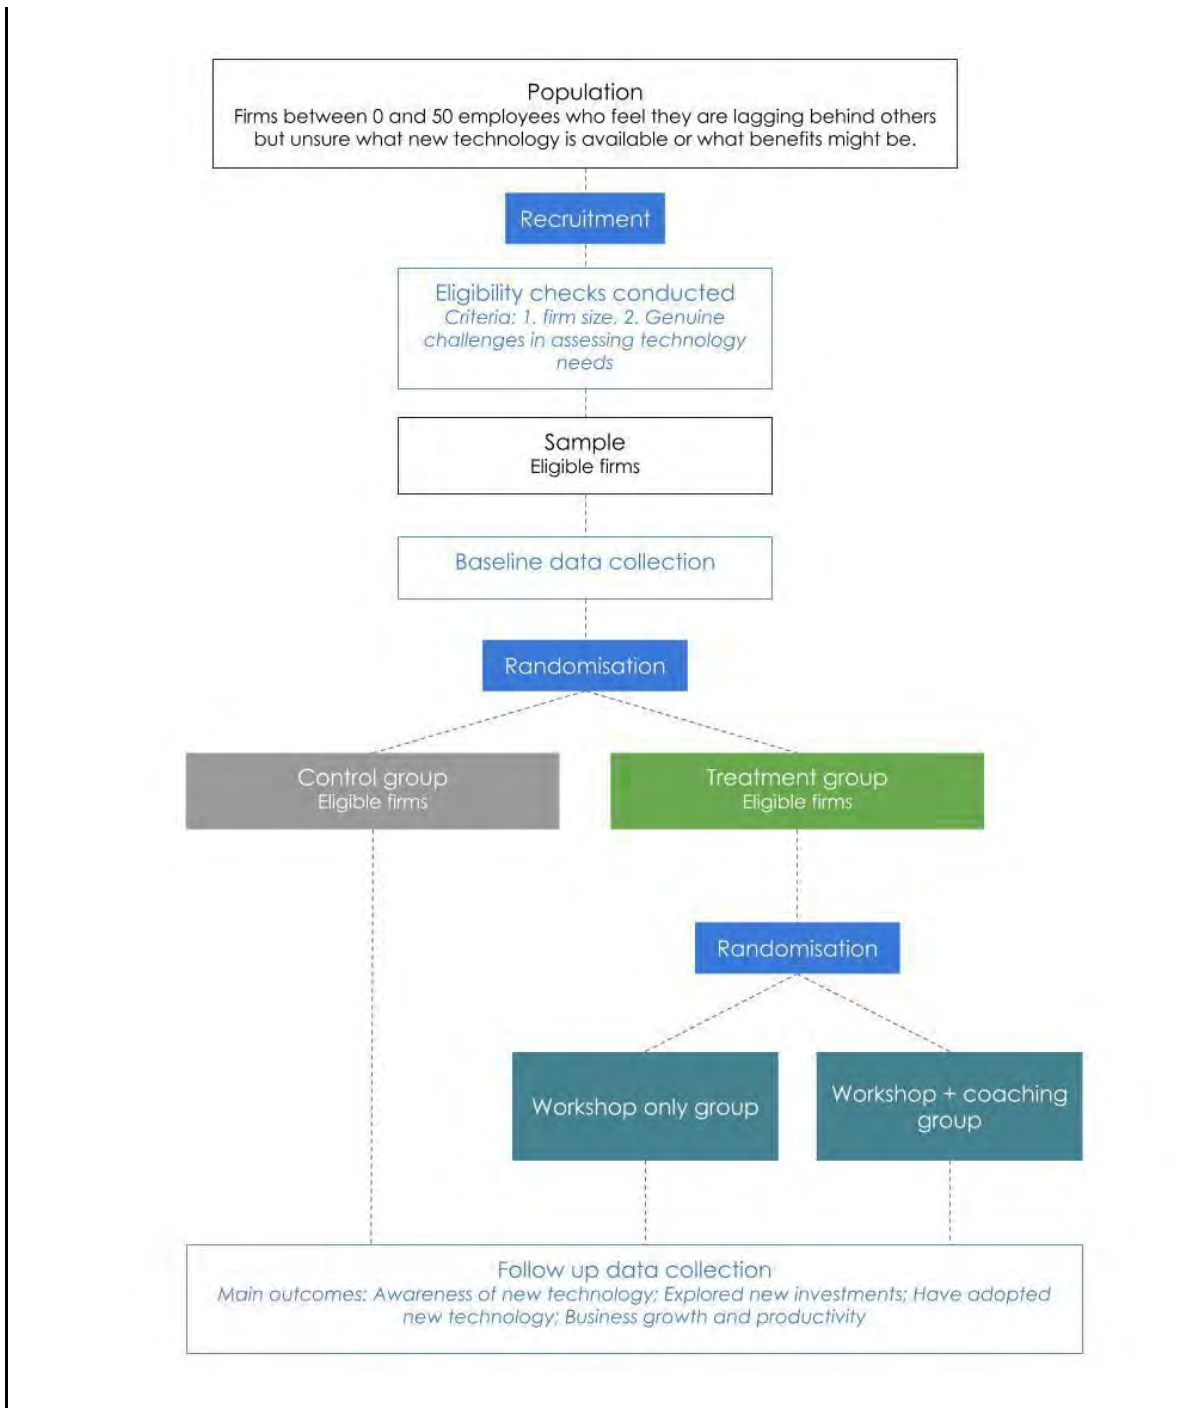 Population
Firms between 0 and 50 employees who feel they are lagging behind others
but unsure what new technology is available or what benefits might be.
Recruitment
Eligibility checks conducted
Criteria: 1. firm size, 2. Genuine
challenges in assessing technology
needs
Sample
Eligible firms
Baseline data collection
Randomisation
Control group
Eligible firms
Treatment group
Eligible firms
Randomisation
Workshop only group
Workshop + coaching
group
Follow up data collection
Main outcomes: Awareness of new technology; Explored new investments; Have adopted
new technology; Business growth and productivity